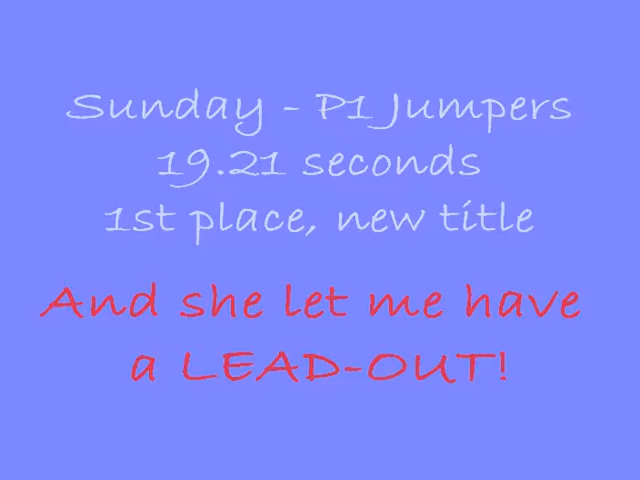 Sunday - P1 Jumpers
19.21 seconds
1st place, new title
And she let me have
a LEAD-OUT!